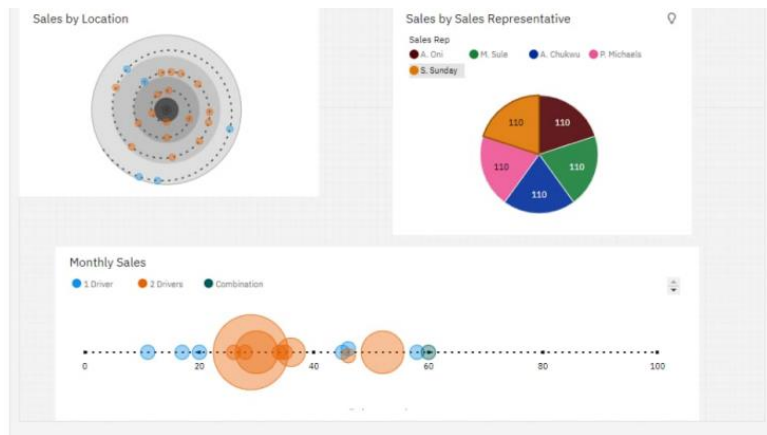 Sales by Location
Sales by Sales Representative
Sales Rep
A. Oni M. Sule A. Chukwu P. Michaels
S. Sunday
110 110
110 110
110
Monthly Sales
1 Driver 2 Drivers Combination
0 20 40 60 80 100